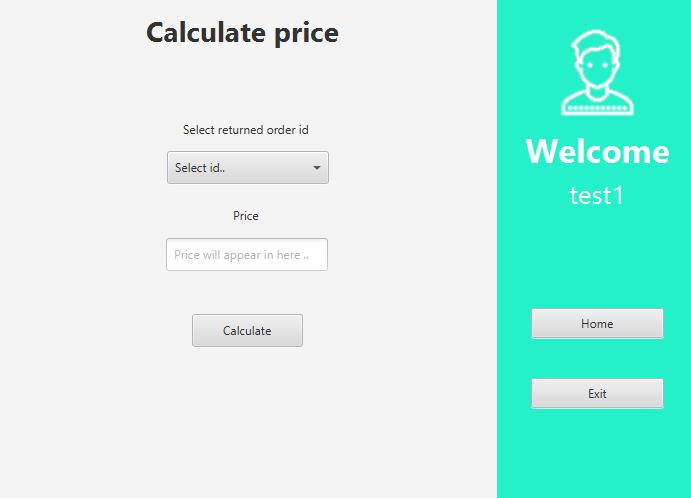 Calculate price
Select returned order id
Select id..
Price
Price will appear in here ..
Calculate
Welcome
test1
Home
Exit